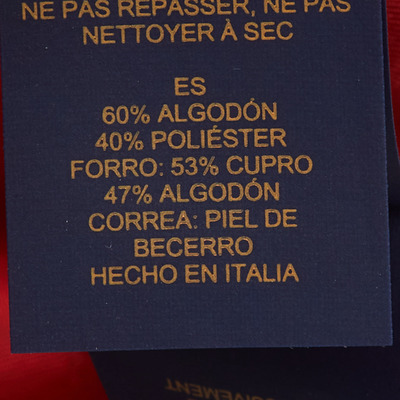 NE PAS REPASSER, NE PAS
NETTOYER À SEC
ES
60% ALGODÓN
40% POLIÉSTER
FORRO: 53% CUPRO
47% ALGODÓN
CORREA: PIEL DE
BECERRO
HECHO EN ITALIA